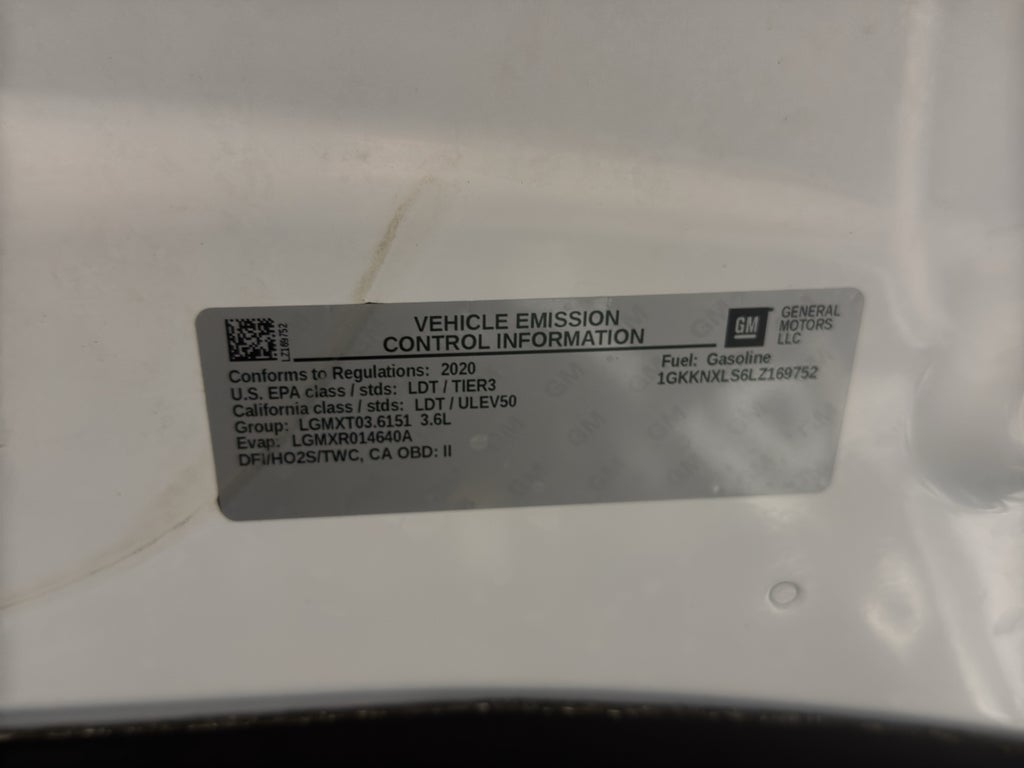 VEHICLE EMISSION
CONTROL INFORMATION
GM
GENERAL
MOTORS
LLC
LZ169752
Conforms to Regulations: 2020
U.S. EPA class / stds: LDT / TIER3
California class / stds: LDT / ULEV50
Group: LGMXT03.6151 3.6L
Evap: LGMXR014640A
DFI/HO2S/TWC, CA OBD: II
Fuel: Gasoline
1GKKNXLS6LZ169752